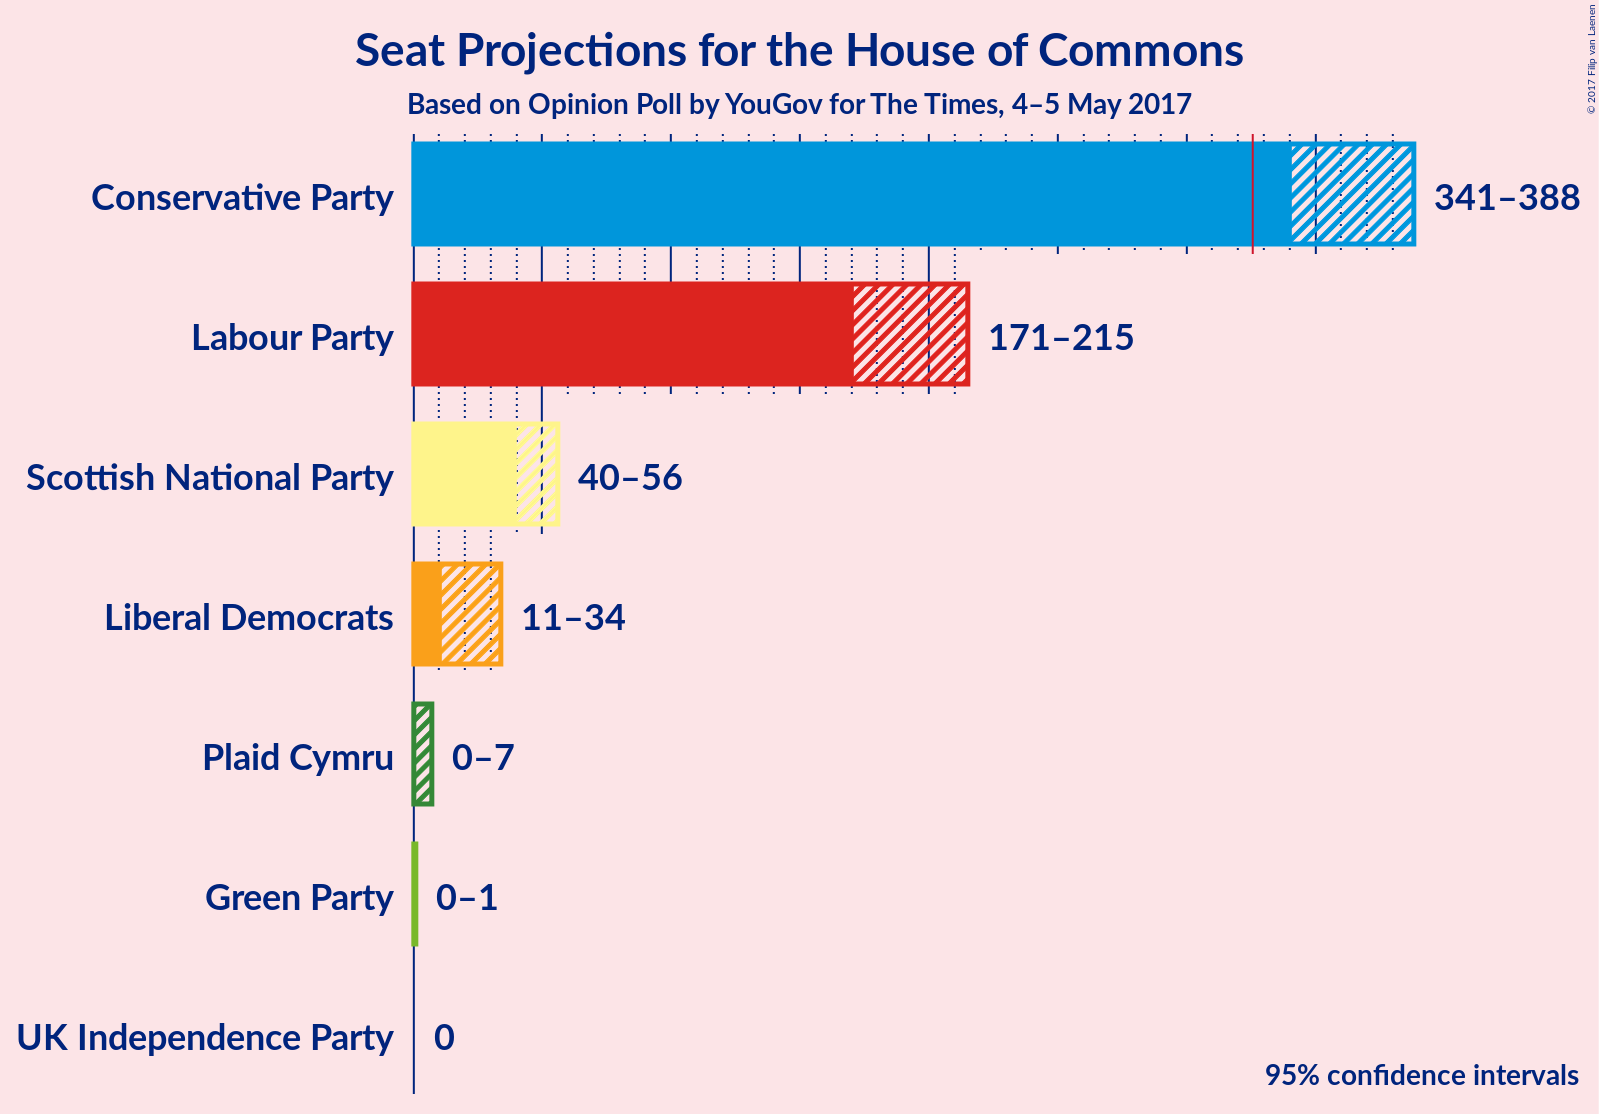 Seat Projections for the House of Commons
Based on Opinion Poll by YouGov for The Times, 4–5 May 2017
© 2017 Filip van Laenen
Conservative Party 341–388
Labour Party 171–215
Scottish National Party 40–56
Liberal Democrats 11–34
Plaid Cymru 0–7
Green Party 0–1
UK Independence Party 0
95% confidence intervals